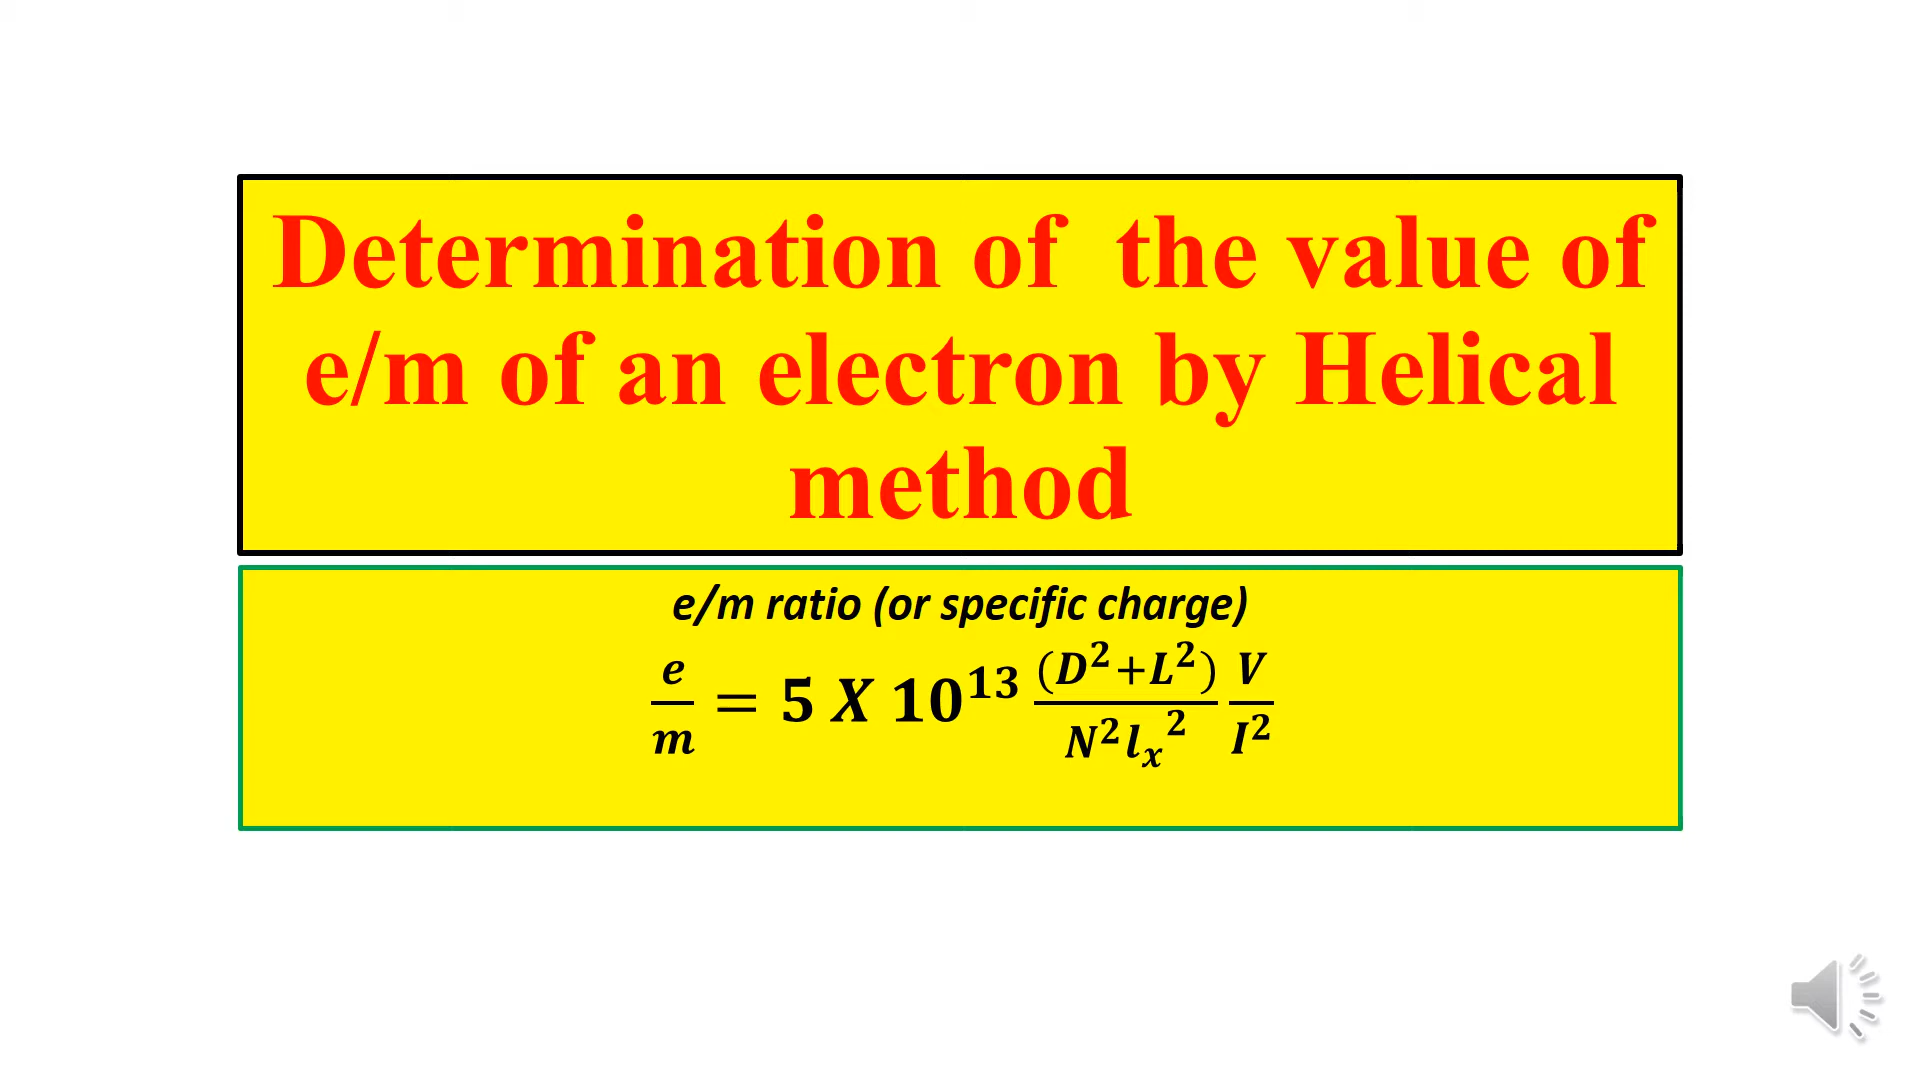 Determination of the value of
e/m of an electron by Helical
method
e/m ratio (or specific charge)
e/m = 5 X 10^13 (D^2+L^2)/(N^2 l_x^2) V/I^2